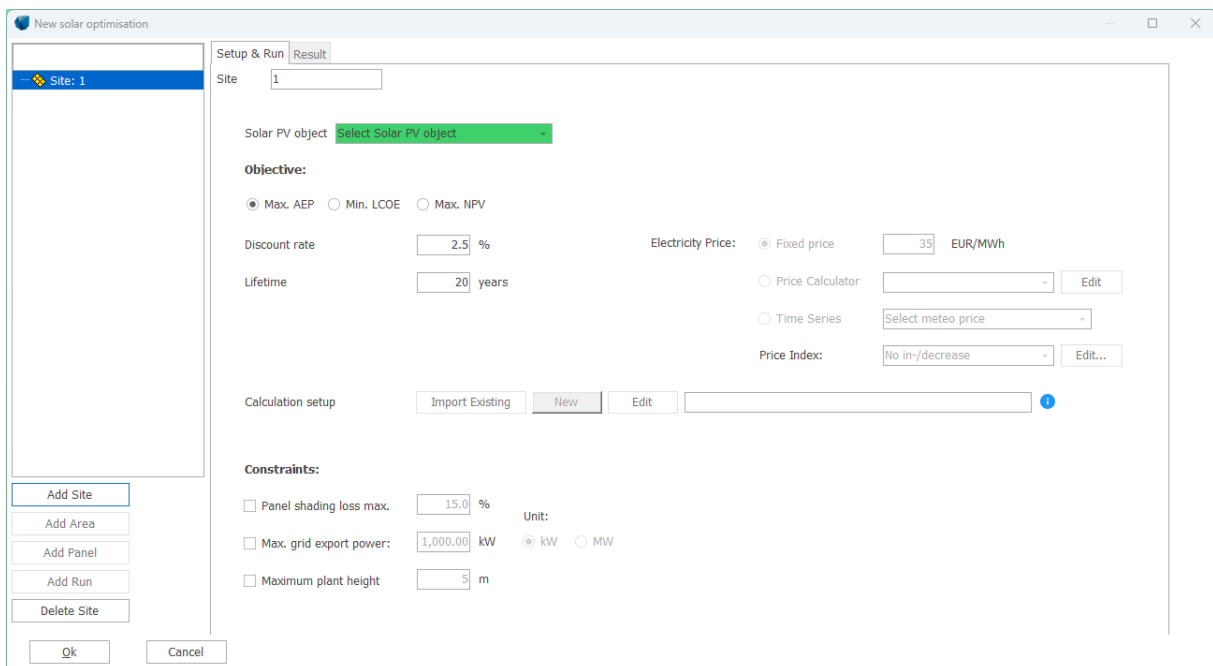 New solar optimisation
Setup & Run Result
Site: 1
Site 1
Solar PV object Select Solar PV object
Objective:
Max. AEP Min. LCOE Max. NPV
Discount rate 2.5 % Electricity Price: Fixed price 35 EUR/MWh
Lifetime 20 years Price Calculator Edit
Time Series Select meteo price
Price Index: No in-/decrease Edit...
Calculation setup Import Existing New Edit
Constraints:
Panel shading loss max. 15.0 %
Unit:
Max. grid export power: 1,000.00 kW kW MW
Maximum plant height 5 m
Add Site
Add Area
Add Panel
Add Run
Delete Site
Ok Cancel